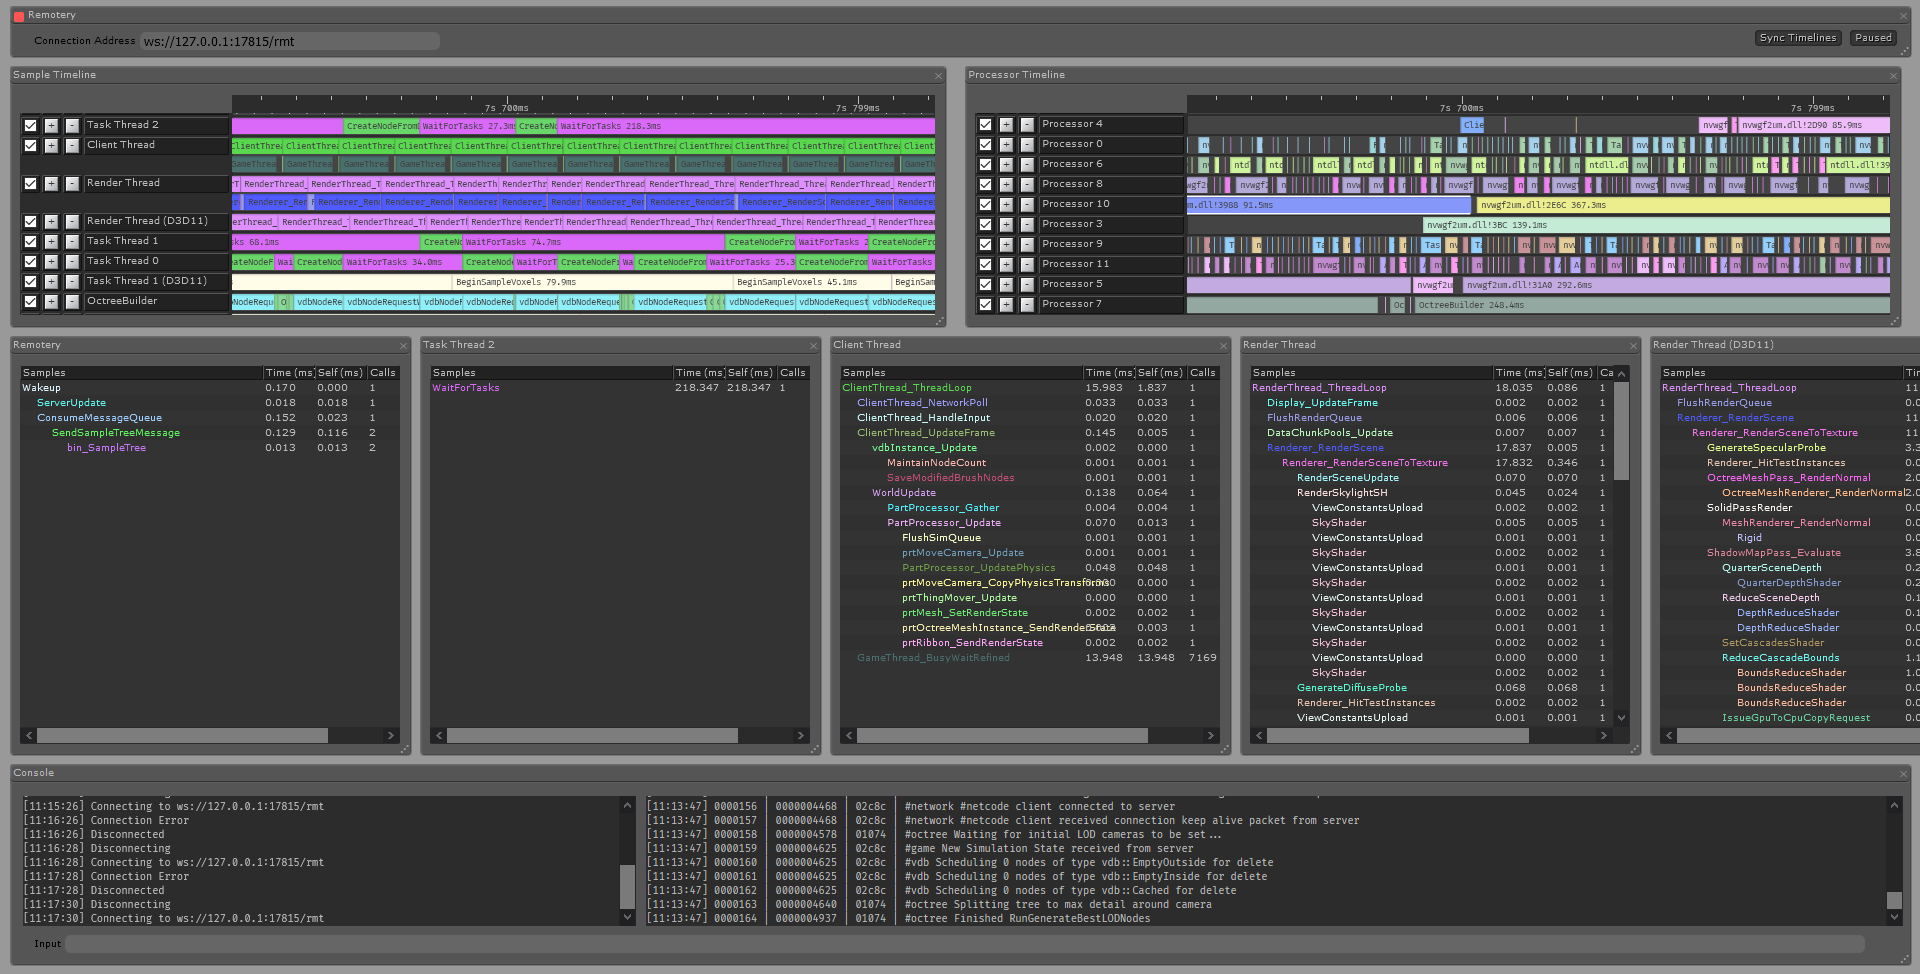 Remotery
Connection Address ws://127.0.0.1:17815/rmt
Sync Timelines Paused
Sample Timeline
7s 700ms 7s 799ms
Task Thread 2 WaitForTasks 27.3ms WaitForTasks 218.3ms
Client Thread
Render Thread
Render Thread (D3D11)
Task Thread 1 68.1ms WaitForTasks 74.7ms
Task Thread 0 WaitForTasks 34.0ms WaitForTasks 25.3
Task Thread 1 (D3D11) BeginSampleVoxels 79.9ms BeginSampleVoxels 45.1ms
OctreeBuilder
Processor Timeline
7s 700ms 7s 799ms
Processor 4 nvwgf2um.dll!2D90 85.9ms
Processor 0
Processor 6
Processor 8
Processor 10 m.dll!3988 91.5ms nvwgf2um.dll!2E6C 367.3ms
Processor 3 nvwgf2um.dll!3BC 139.1ms
Processor 9
Processor 11
Processor 5 nvwgf2um.dll!31A0 292.6ms
Processor 7 OctreeBuilder 248.4ms
Remotery
Samples Time (ms) Self (ms) Calls
Wakeup 0.170 0.000 1
ServerUpdate 0.018 0.018 1
ConsumeMessageQueue 0.152 0.023 1
SendSampleTreeMessage 0.129 0.116 2
bin_SampleTree 0.013 0.013 2
Task Thread 2
Samples Time (ms) Self (ms) Calls
WaitForTasks 218.347 218.347 1
Client Thread
Samples Time (ms) Self (ms) Calls
ClientThread_ThreadLoop 15.983 1.837 1
ClientThread_NetworkPoll 0.033 0.033 1
ClientThread_HandleInput 0.020 0.020 1
ClientThread_UpdateFrame 0.145 0.005 1
vdbInstance_Update 0.002 0.000 1
MaintainNodeCount 0.001 0.001 1
SaveModifiedBrushNodes 0.001 0.001 1
WorldUpdate 0.138 0.064 1
PartProcessor_Gather 0.004 0.004 1
PartProcessor_Update 0.070 0.013 1
FlushSimQueue 0.001 0.001 1
prtMoveCamera_Update 0.001 0.001 1
PartProcessor_UpdatePhysics 0.048 0.048 1
prtMoveCamera_CopyPhysicsTransforms 0.000 0.000 1
prtThingMover_Update 0.000 0.000 1
prtMesh_SetRenderState 0.002 0.002 1
prtOctreeMeshInstance_SendRenderState 0.003 0.003 1
prtRibbon_SendRenderState 0.002 0.002 1
GameThread_BusyWaitRefined 13.948 13.948 7169
Render Thread
Samples Time (ms) Self (ms) Ca
RenderThread_ThreadLoop 18.035 0.086 1
Display_UpdateFrame 0.002 0.002 1
FlushRenderQueue 0.006 0.006 1
DataChunkPools_Update 0.007 0.007 1
Renderer_RenderScene 17.837 0.005 1
Renderer_RenderSceneToTexture 17.832 0.346 1
RenderSceneUpdate 0.070 0.070 1
RenderSkylightSH 0.045 0.024 1
ViewConstantsUpload 0.002 0.002 1
SkyShader 0.005 0.005 1
ViewConstantsUpload 0.001 0.001 1
SkyShader 0.002 0.002 1
ViewConstantsUpload 0.001 0.001 1
SkyShader 0.002 0.002 1
ViewConstantsUpload 0.001 0.001 1
SkyShader 0.002 0.002 1
ViewConstantsUpload 0.001 0.001 1
SkyShader 0.002 0.002 1
ViewConstantsUpload 0.000 0.000 1
SkyShader 0.002 0.002 1
GenerateDiffuseProbe 0.068 0.068 1
Renderer_HitTestInstances 0.002 0.002 1
ViewConstantsUpload 0.001 0.001 1
Render Thread (D3D11)
Samples Tim
RenderThread_ThreadLoop 11
FlushRenderQueue 0.0
Renderer_RenderScene 11
Renderer_RenderSceneToTexture 11
GenerateSpecularProbe 3.3
Renderer_HitTestInstances 0.0
OctreeMeshPass_RenderNormal 2.0
OctreeMeshRenderer_RenderNormal 2.0
SolidPassRender 0.0
MeshRenderer_RenderNormal 0.0
Rigid 0.0
ShadowMapPass_Evaluate 3.8
QuarterSceneDepth 0.2
QuarterDepthShader 0.2
ReduceSceneDepth 0.1
DepthReduceShader 0.0
DepthReduceShader 0.0
SetCascadesShader 0.0
ReduceCascadeBounds 1.1
BoundsReduceShader 1.0
BoundsReduceShader 0.0
BoundsReduceShader 0.0
IssueGpuToCpuCopyRequest 0.0
Console
[11:15:26] Connecting to ws://127.0.0.1:17815/rmt
[11:16:26] Connection Error
[11:16:26] Disconnected
[11:16:28] Disconnecting
[11:16:28] Connecting to ws://127.0.0.1:17815/rmt
[11:17:28] Connection Error
[11:17:28] Disconnected
[11:17:30] Disconnecting
[11:17:30] Connecting to ws://127.0.0.1:17815/rmt
[11:13:47] 0000156 | 0000004468 | 02c8c | #network #netcode client connected to server
[11:13:47] 0000157 | 0000004468 | 02c8c | #network #netcode client received connection keep alive packet from server
[11:13:47] 0000158 | 0000004578 | 01074 | #octree Waiting for initial LOD cameras to be set...
[11:13:47] 0000159 | 0000004625 | 02c8c | #game New Simulation State received from server
[11:13:47] 0000160 | 0000004625 | 02c8c | #vdb Scheduling 0 nodes of type vdb::EmptyOutside for delete
[11:13:47] 0000161 | 0000004625 | 02c8c | #vdb Scheduling 0 nodes of type vdb::EmptyInside for delete
[11:13:47] 0000162 | 0000004625 | 02c8c | #vdb Scheduling 0 nodes of type vdb::Cached for delete
[11:13:47] 0000163 | 0000004640 | 01074 | #octree Splitting tree to max detail around camera
[11:13:47] 0000164 | 0000004937 | 01074 | #octree Finished RunGenerateBestLODNodes
Input